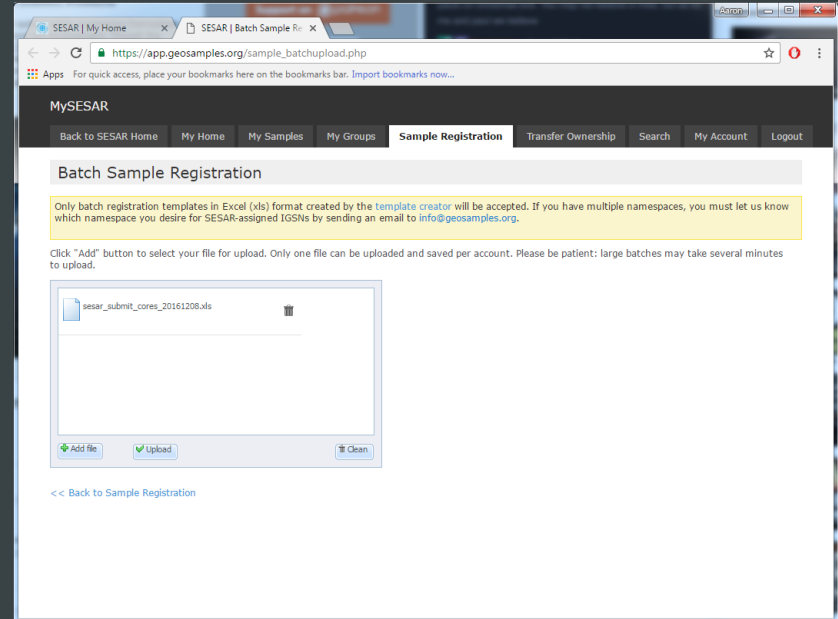 Aaron
SESAR | My Home
SESAR | Batch Sample Re
https://app.geosamples.org/sample_batchupload.php
Apps For quick access, place your bookmarks here on the bookmarks bar. Import bookmarks now...
MySESAR
Back to SESAR Home My Home My Samples My Groups Sample Registration Transfer Ownership Search My Account Logout
Batch Sample Registration
Only batch registration templates in Excel (xls) format created by the template creator will be accepted. If you have multiple namespaces, you must let us know
which namespace you desire for SESAR-assigned IGSNs by sending an email to info@geosamples.org.
Click "Add" button to select your file for upload. Only one file can be uploaded and saved per account. Please be patient: large batches may take several minutes
to upload.
sesar_submit_cores_20161208.xls
Add file Upload Clean
<< Back to Sample Registration